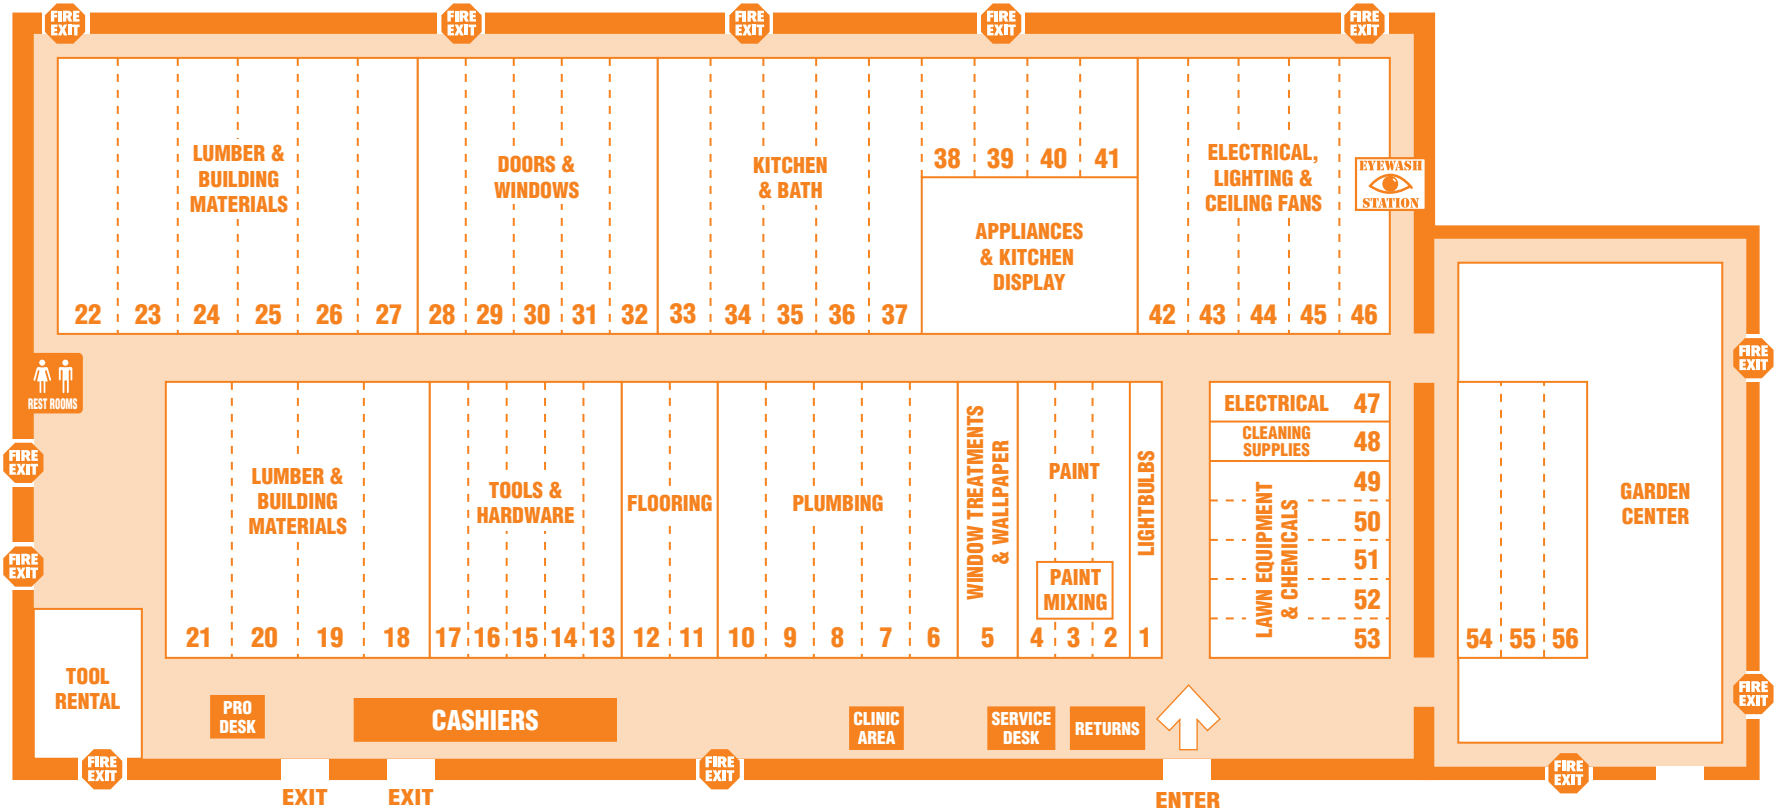 FIRE
EXIT
FIRE
EXIT
FIRE
EXIT
FIRE
EXIT
FIRE
EXIT
LUMBER &
BUILDING
MATERIALS
22 23 24 25 26 27
DOORS &
WINDOWS
28 29 30 31 32
KITCHEN
& BATH
33 34 35 36 37
38 39 40 41
APPLIANCES
& KITCHEN
DISPLAY
ELECTRICAL,
LIGHTING &
CEILING FANS
42 43 44 45 46
EYEWASH
STATION
REST ROOMS
FIRE
EXIT
FIRE
EXIT
LUMBER &
BUILDING
MATERIALS
21 20 19 18
TOOLS &
HARDWARE
17 16 15 14 13
FLOORING
12 11
PLUMBING
10 9 8 7 6
WINDOW TREATMENTS
& WALLPAPER
5
PAINT
PAINT
MIXING
4 3 2
LIGHTBULBS
1
ELECTRICAL 47
CLEANING
SUPPLIES
48
LAWN EQUIPMENT
& CHEMICALS
49
50
51
52
53
54 55 56
GARDEN
CENTER
FIRE
EXIT
FIRE
EXIT
TOOL
RENTAL
PRO
DESK
CASHIERS
CLINIC
AREA
SERVICE
DESK
RETURNS
FIRE
EXIT
FIRE
EXIT
FIRE
EXIT
EXIT
EXIT
ENTER